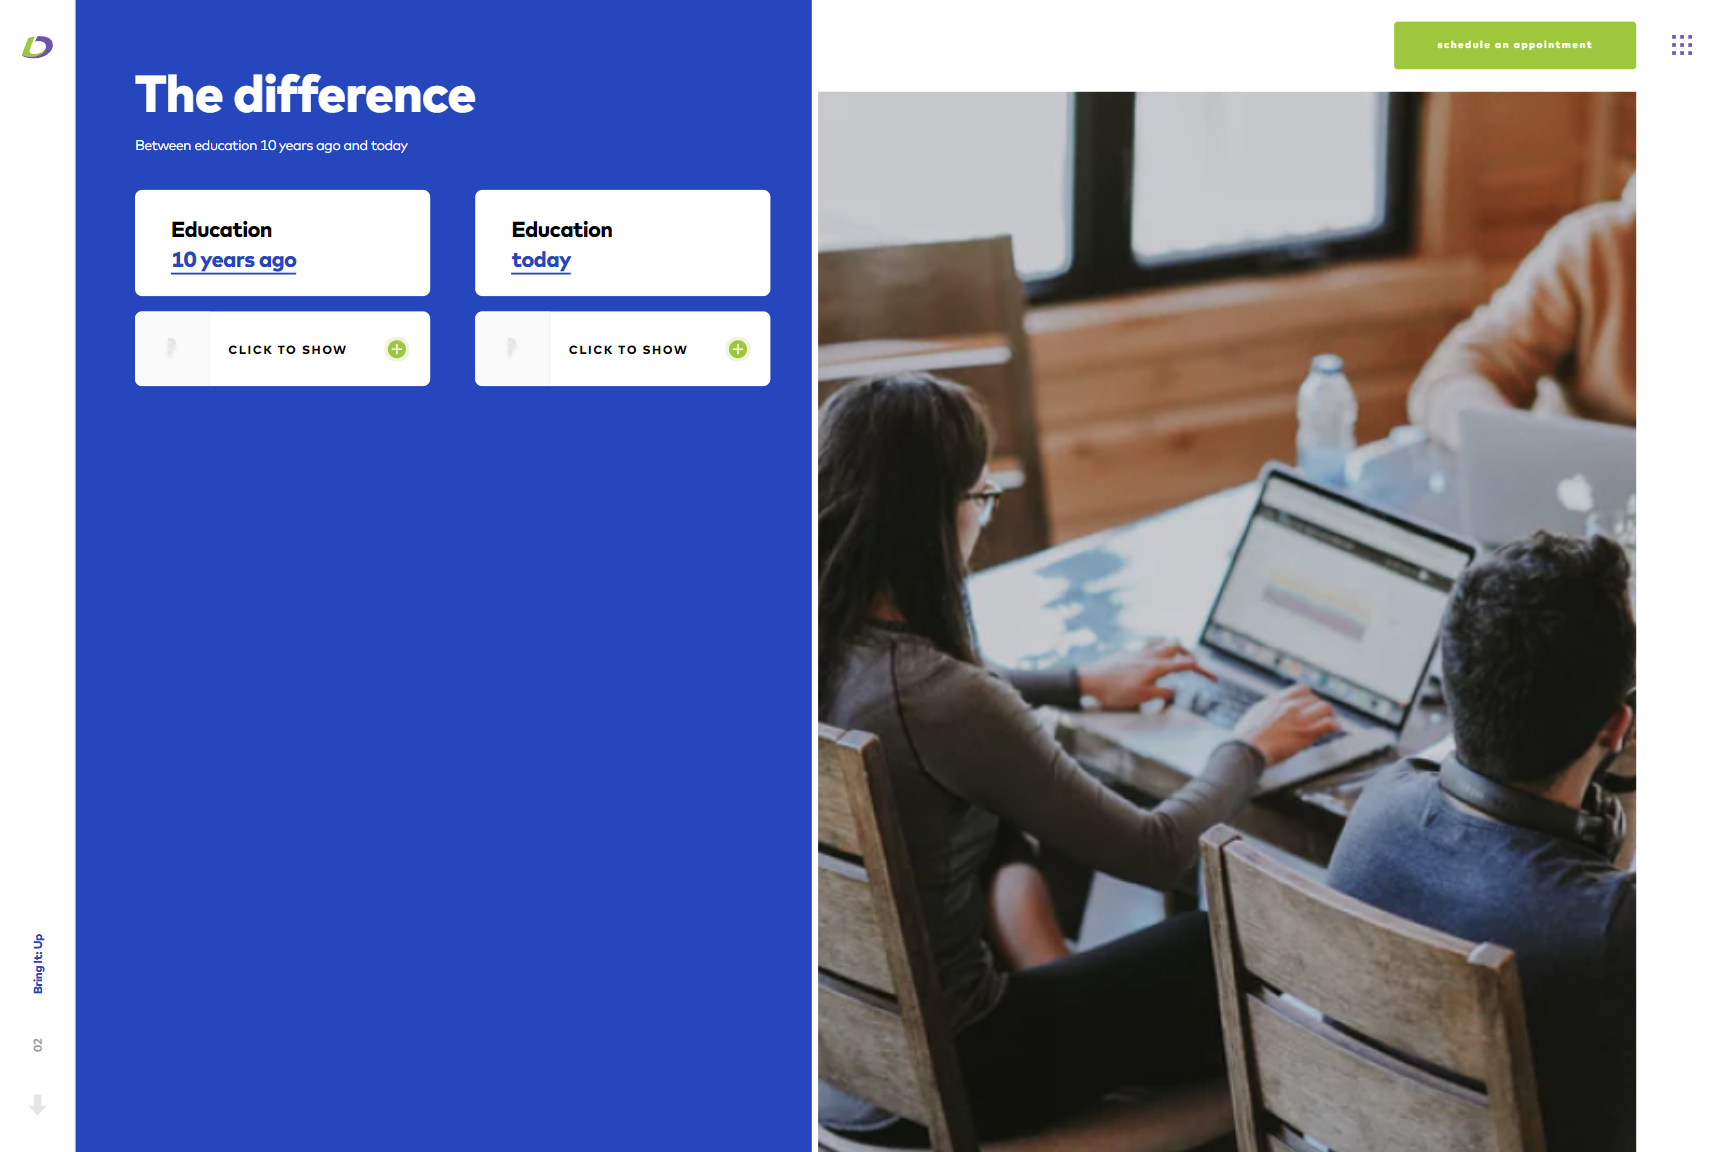 schedule an appointment
The difference
Between education 10 years ago and today
Education
10 years ago
Education
today
CLICK TO SHOW
CLICK TO SHOW
Bring It: Up
02